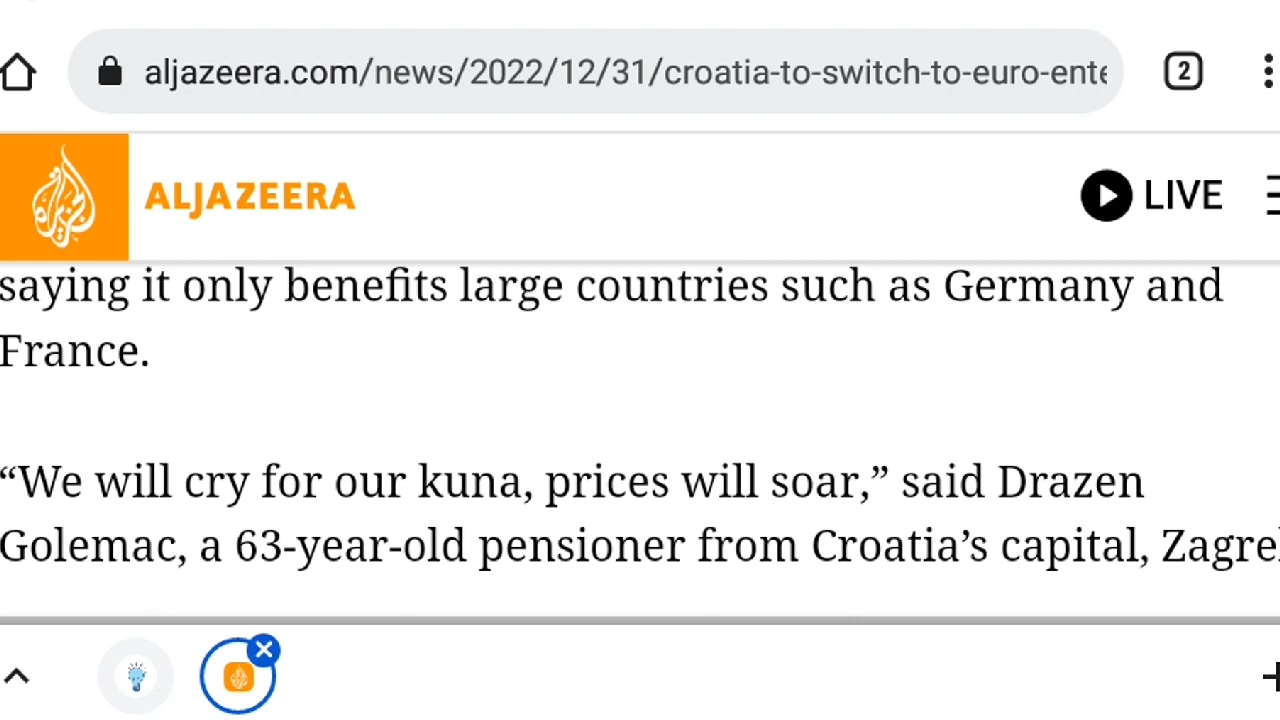 aljazeera.com/news/2022/12/31/croatia-to-switch-to-euro-ente
2
ALJAZEERA
LIVE
saying it only benefits large countries such as Germany and
France.
“We will cry for our kuna, prices will soar,” said Drazen
Golemac, a 63-year-old pensioner from Croatia’s capital, Zagre